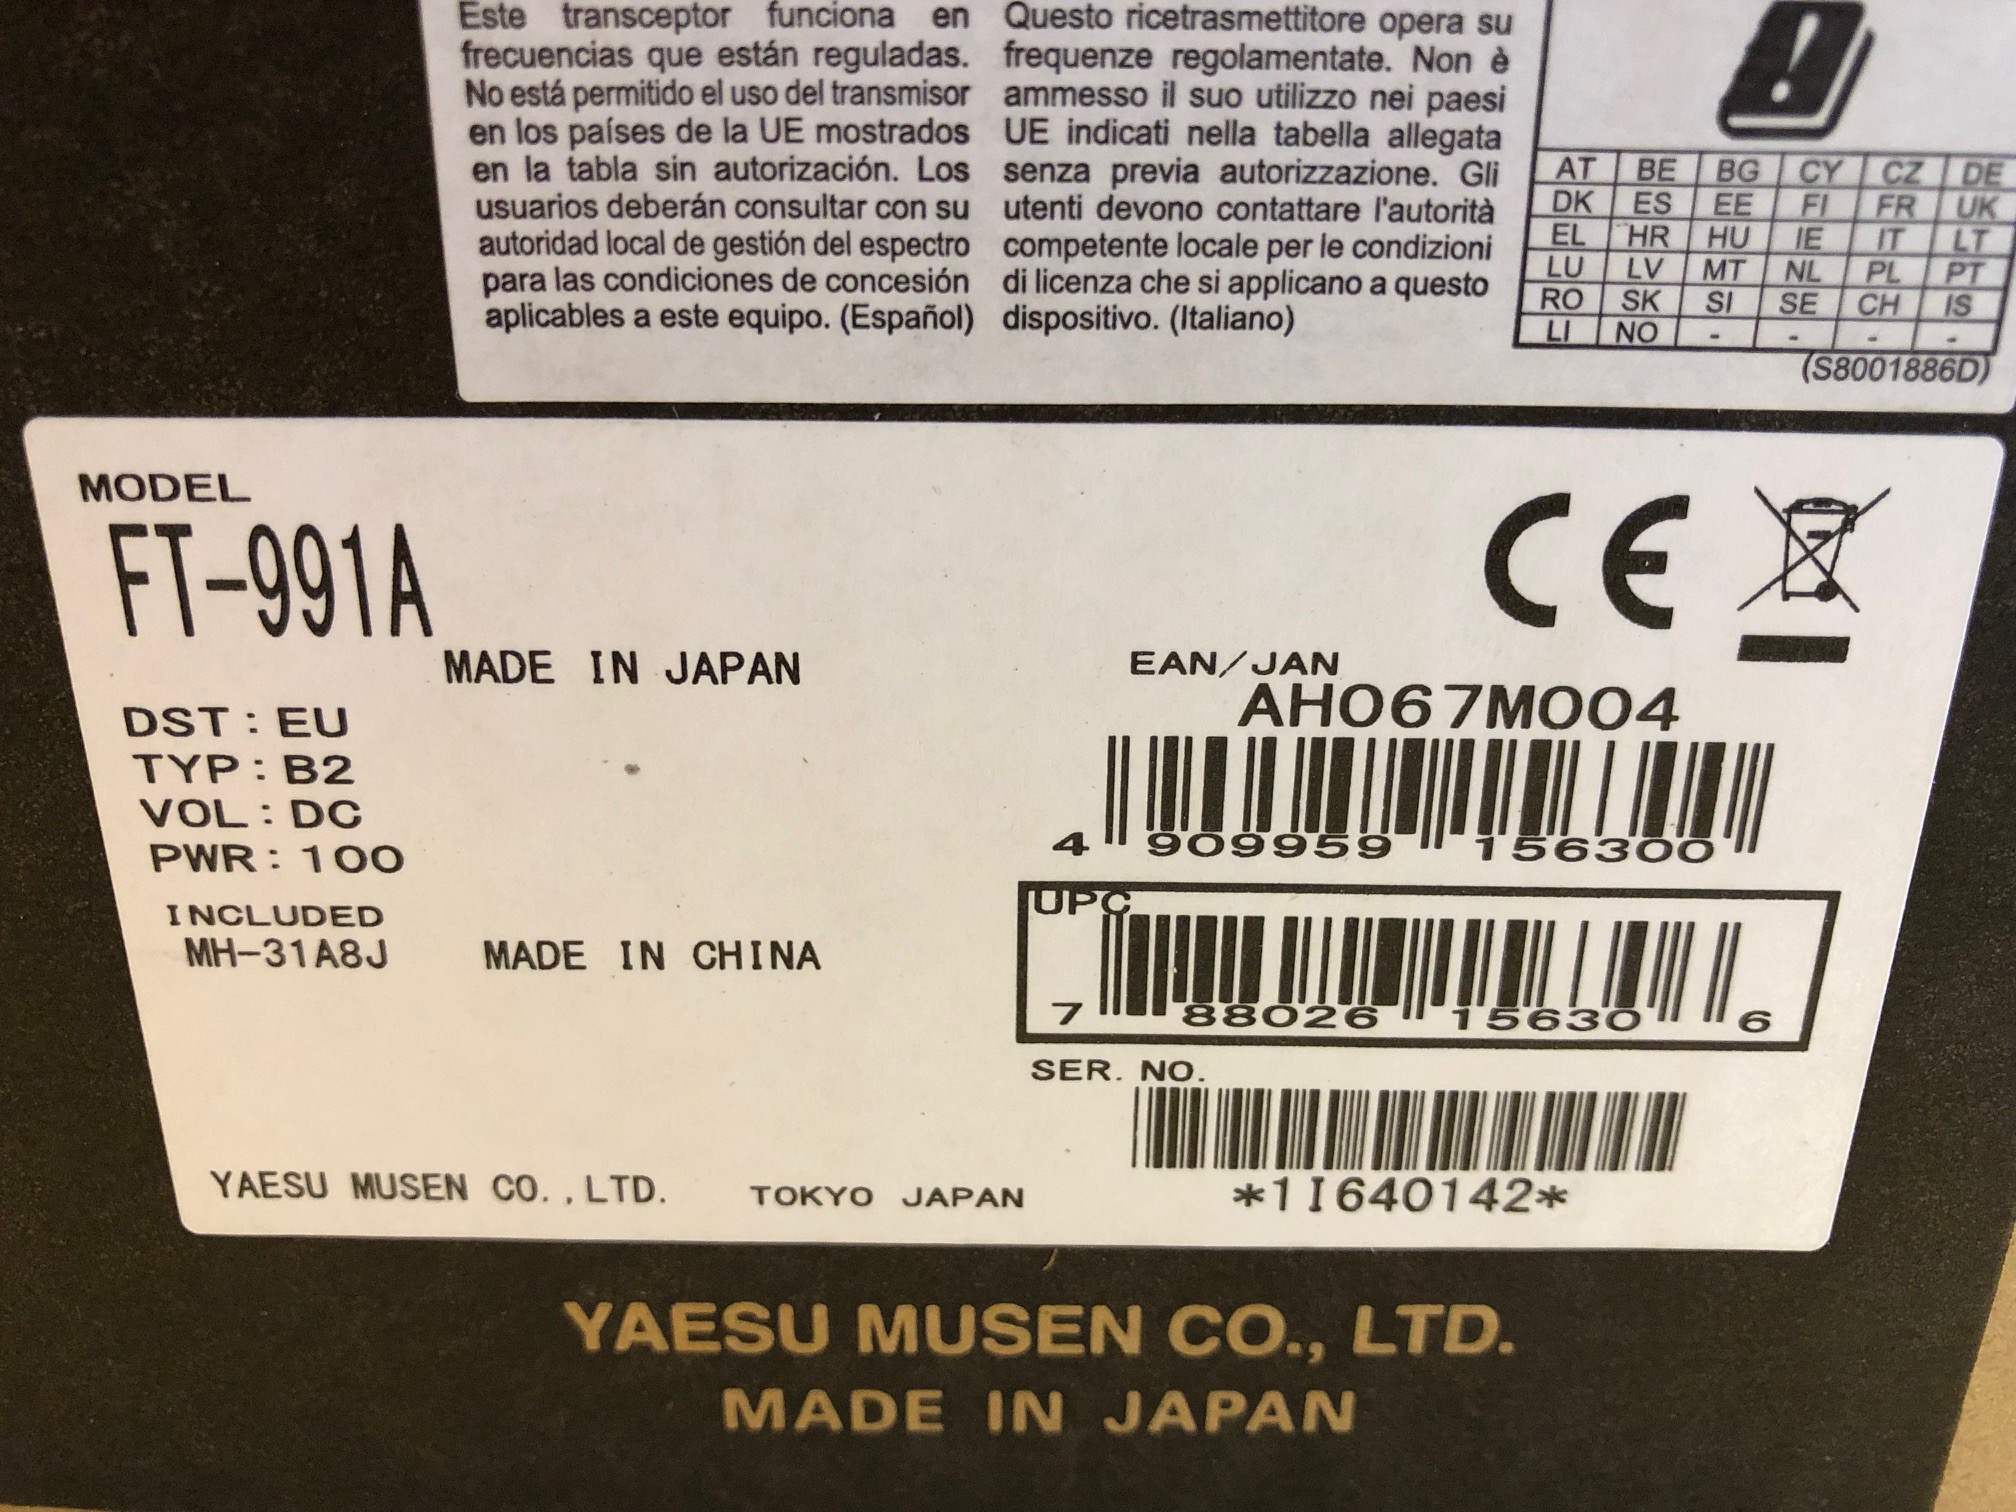 Este transceptor funciona en
frecuencias que están reguladas.
No está permitido el uso del transmisor
en los países de la UE mostrados
en la tabla sin autorización. Los
usuarios deberán consultar con su
autoridad local de gestión del espectro
para las condiciones de concesión
aplicables a este equipo. (Español)
Questo ricetrasmettitore opera su
frequenze regolamentate. Non è
ammesso il suo utilizzo nei paesi
UE indicati nella tabella allegata
senza previa autorizzazione. Gli
utenti devono contattare l'autorità
competente locale per le condizioni
di licenza che si applicano a questo
dispositivo. (Italiano)
AT BE BG CY CZ DE
DK ES EE FI FR UK
EL HR HU IE IT LT
LU LV MT NL PL PT
RO SK SI SE CH IS
LI NO - - - -
(S8001886D)
MODEL
FT-991A
MADE IN JAPAN
DST: EU
TYP: B2
VOL: DC
PWR: 100
INCLUDED
MH-31A8J MADE IN CHINA
CE
EAN/JAN
AH067M004
4 909959 156300
UPC
7 88026 15630 6
SER. NO.
*1I640142*
YAESU MUSEN CO.,LTD. TOKYO JAPAN
YAESU MUSEN CO., LTD.
MADE IN JAPAN